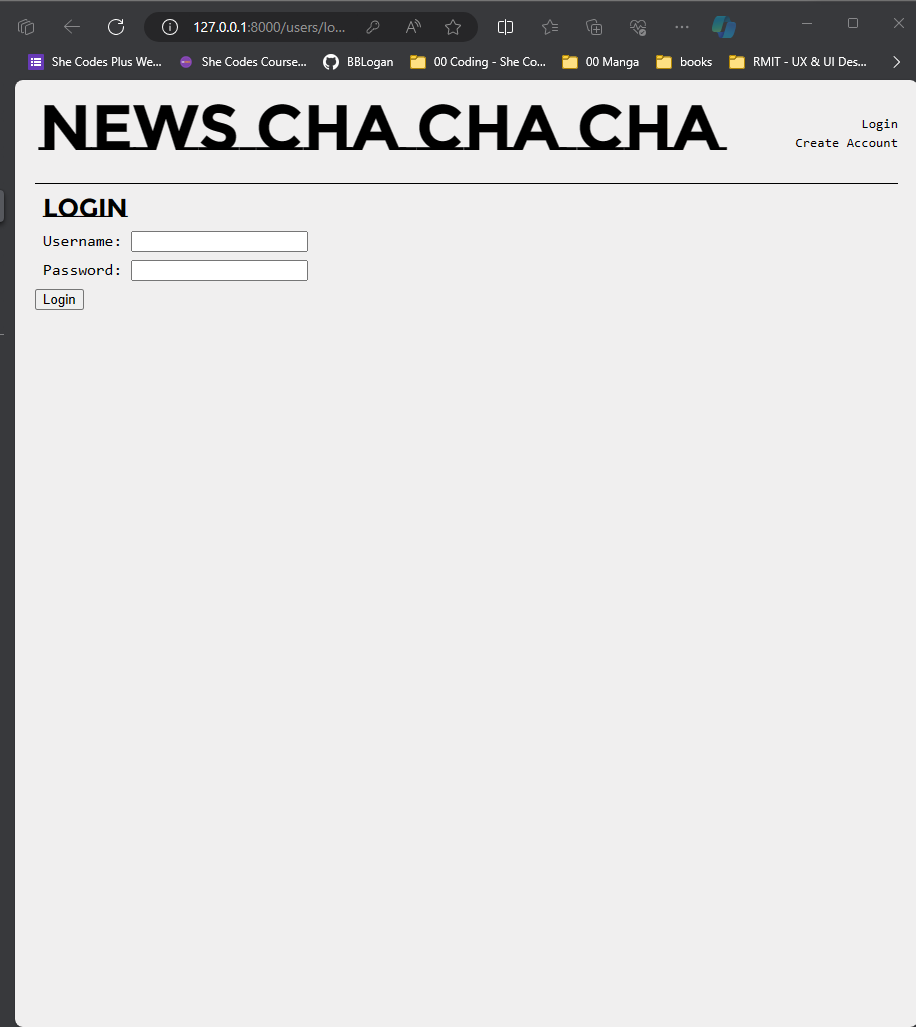 127.0.0.1:8000/users/lo...
She Codes Plus We... She Codes Course... BBLogan 00 Coding - She Co... 00 Manga books RMIT - UX & UI Des...
NEWS CHA CHA CHA
Login
Create Account
LOGIN
Username:
Password:
Login